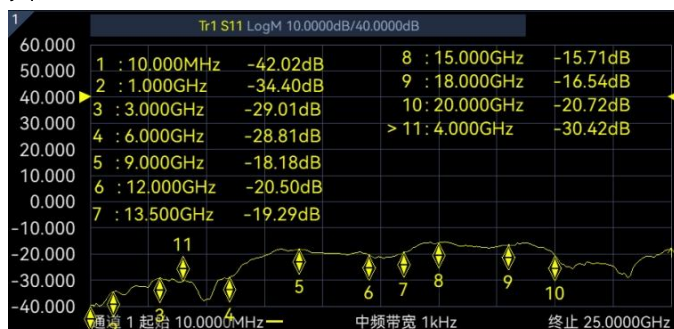 1
Tr1 S11 LogM 10.0000dB/40.0000dB
60.000
50.000
40.000
30.000
20.000
10.000
0.000
-10.000
-20.000
-30.000
-40.000
1 : 10.000MHz -42.02dB
2 : 1.000GHz -34.40dB
3 : 3.000GHz -29.01dB
4 : 6.000GHz -28.81dB
5 : 9.000GHz -18.18dB
6 : 12.000GHz -20.50dB
7 : 13.500GHz -19.29dB
8 : 15.000GHz -15.71dB
9 : 18.000GHz -16.54dB
10: 20.000GHz -20.72dB
> 11: 4.000GHz -30.42dB
11
3
4
5
6
7
8
9
10
通道 1 起始 10.0000MHz
中频带宽 1kHz
终止 25.0000GHz